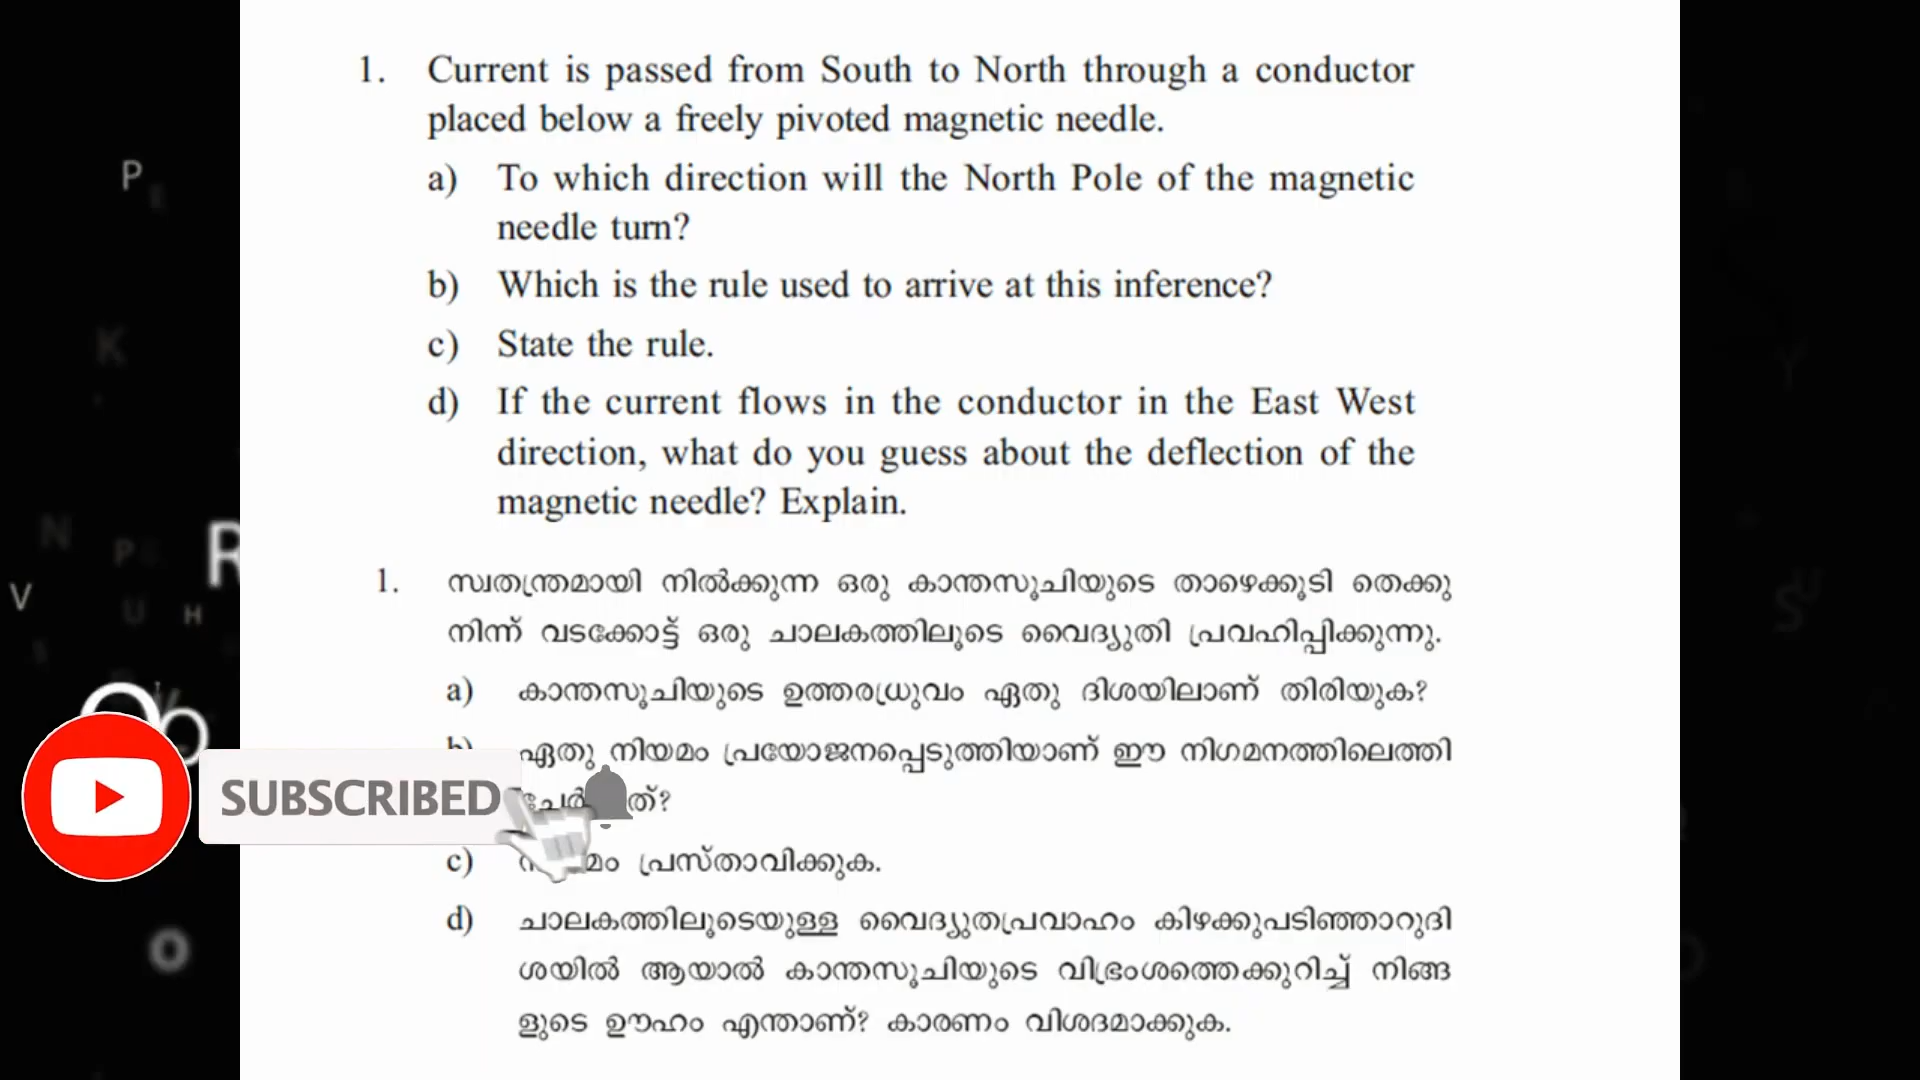 1. Current is passed from South to North through a conductor
placed below a freely pivoted magnetic needle.
a) To which direction will the North Pole of the magnetic
needle turn?
b) Which is the rule used to arrive at this inference?
c) State the rule.
d) If the current flows in the conductor in the East West
direction, what do you guess about the deflection of the
magnetic needle? Explain.
1. സ്വതന്ത്രമായി നിൽക്കുന്ന ഒരു കാന്തസൂചിയുടെ താഴെക്കൂടി തെക്കു
നിന്ന് വടക്കോട്ട് ഒരു ചാലകത്തിലൂടെ വൈദ്യുതി പ്രവഹിപ്പിക്കുന്നു.
a) കാന്തസൂചിയുടെ ഉത്തരധ്രുവം ഏതു ദിശയിലാണ് തിരിയുക?
ഏതു നിയമം പ്രയോജനപ്പെടുത്തിയാണ് ഈ നിഗമനത്തിലെത്തി
SUBSCRIBED
c) പ്രസ്താവിക്കുക.
d) ചാലകത്തിലൂടെയുള്ള വൈദ്യുതപ്രവാഹം കിഴക്കുപടിഞ്ഞാറുദി
ശയിൽ ആയാൽ കാന്തസൂചിയുടെ വിഭ്രംശത്തെക്കുറിച്ച് നിങ്ങ
ളുടെ ഊഹം എന്താണ്? കാരണം വിശദമാക്കുക.
P
K
N
P
R
V
U
H
O